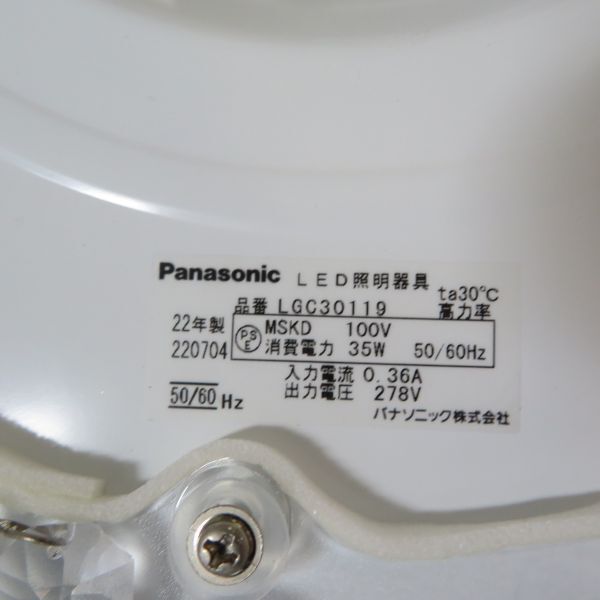 Panasonic LED照明器具
ta30℃
品番 LGC30119 高力率
22年製
220704
PSE
MSKD 100V
消費電力 35W 50/60Hz
入力電流 0.36A
出力電圧 278V
50/60 Hz
パナソニック株式会社